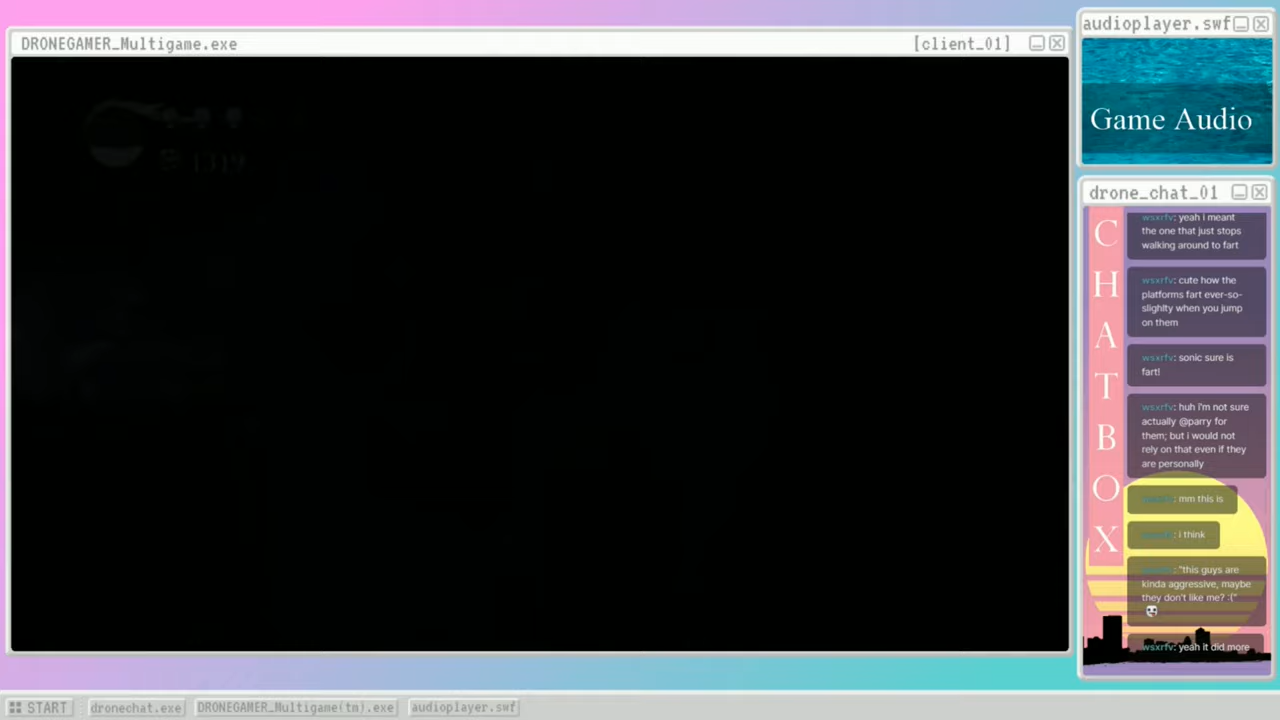 DRONEGAMER_Multigame.exe
[client_01]
audioplayer.swf
Game Audio
drone_chat_01
CHATBOX
wsxrfv: yeah i meant
the one that just stops
walking around to fart
wsxrfv: cute how the
platforms fart ever-so-
slighlty when you jump
on them
wsxrfv: sonic sure is
fart!
wsxrfv: huh i'm not sure
actually @parry for
them; but i would not
rely on that even if they
are personally
wsxrfv: mm this is
wsxrfv: i think
wsxrfv: "this guys are
kinda aggressive, maybe
they don't like me? :("
wsxrfv: yeah it did more
START
dronechat.exe
DRONEGAMER_Multigame(tm).exe
audioplayer.swf